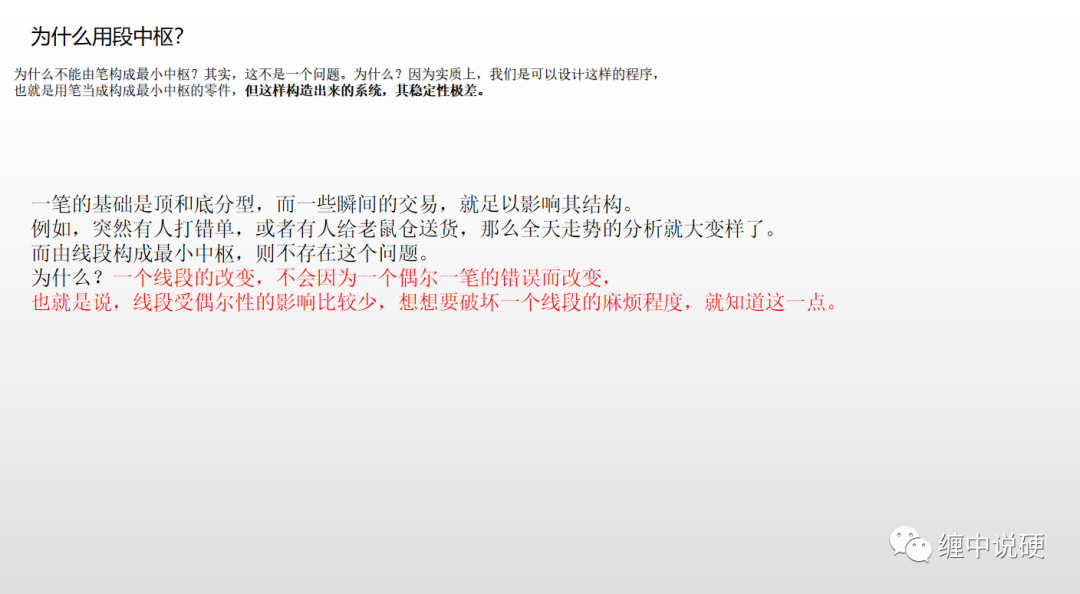 为什么用段中枢？
为什么不能由笔构成最小中枢？其实，这不是一个问题。为什么？因为实质上，我们是可以设计这样的程序，
也就是用笔当成构成最小中枢的零件，但这样构造出来的系统，其稳定性极差。
一笔的基础是顶和底分型，而一些瞬间的交易，就足以影响其结构。
例如，突然有人打错单，或者有人给老鼠仓送货，那么全天走势的分析就大变样了。
而由线段构成最小中枢，则不存在这个问题。
为什么？一个线段的改变，不会因为一个偶尔一笔的错误而改变，
也就是说，线段受偶尔性的影响比较少，想想要破坏一个线段的麻烦程度，就知道这一点。
缠中说硬